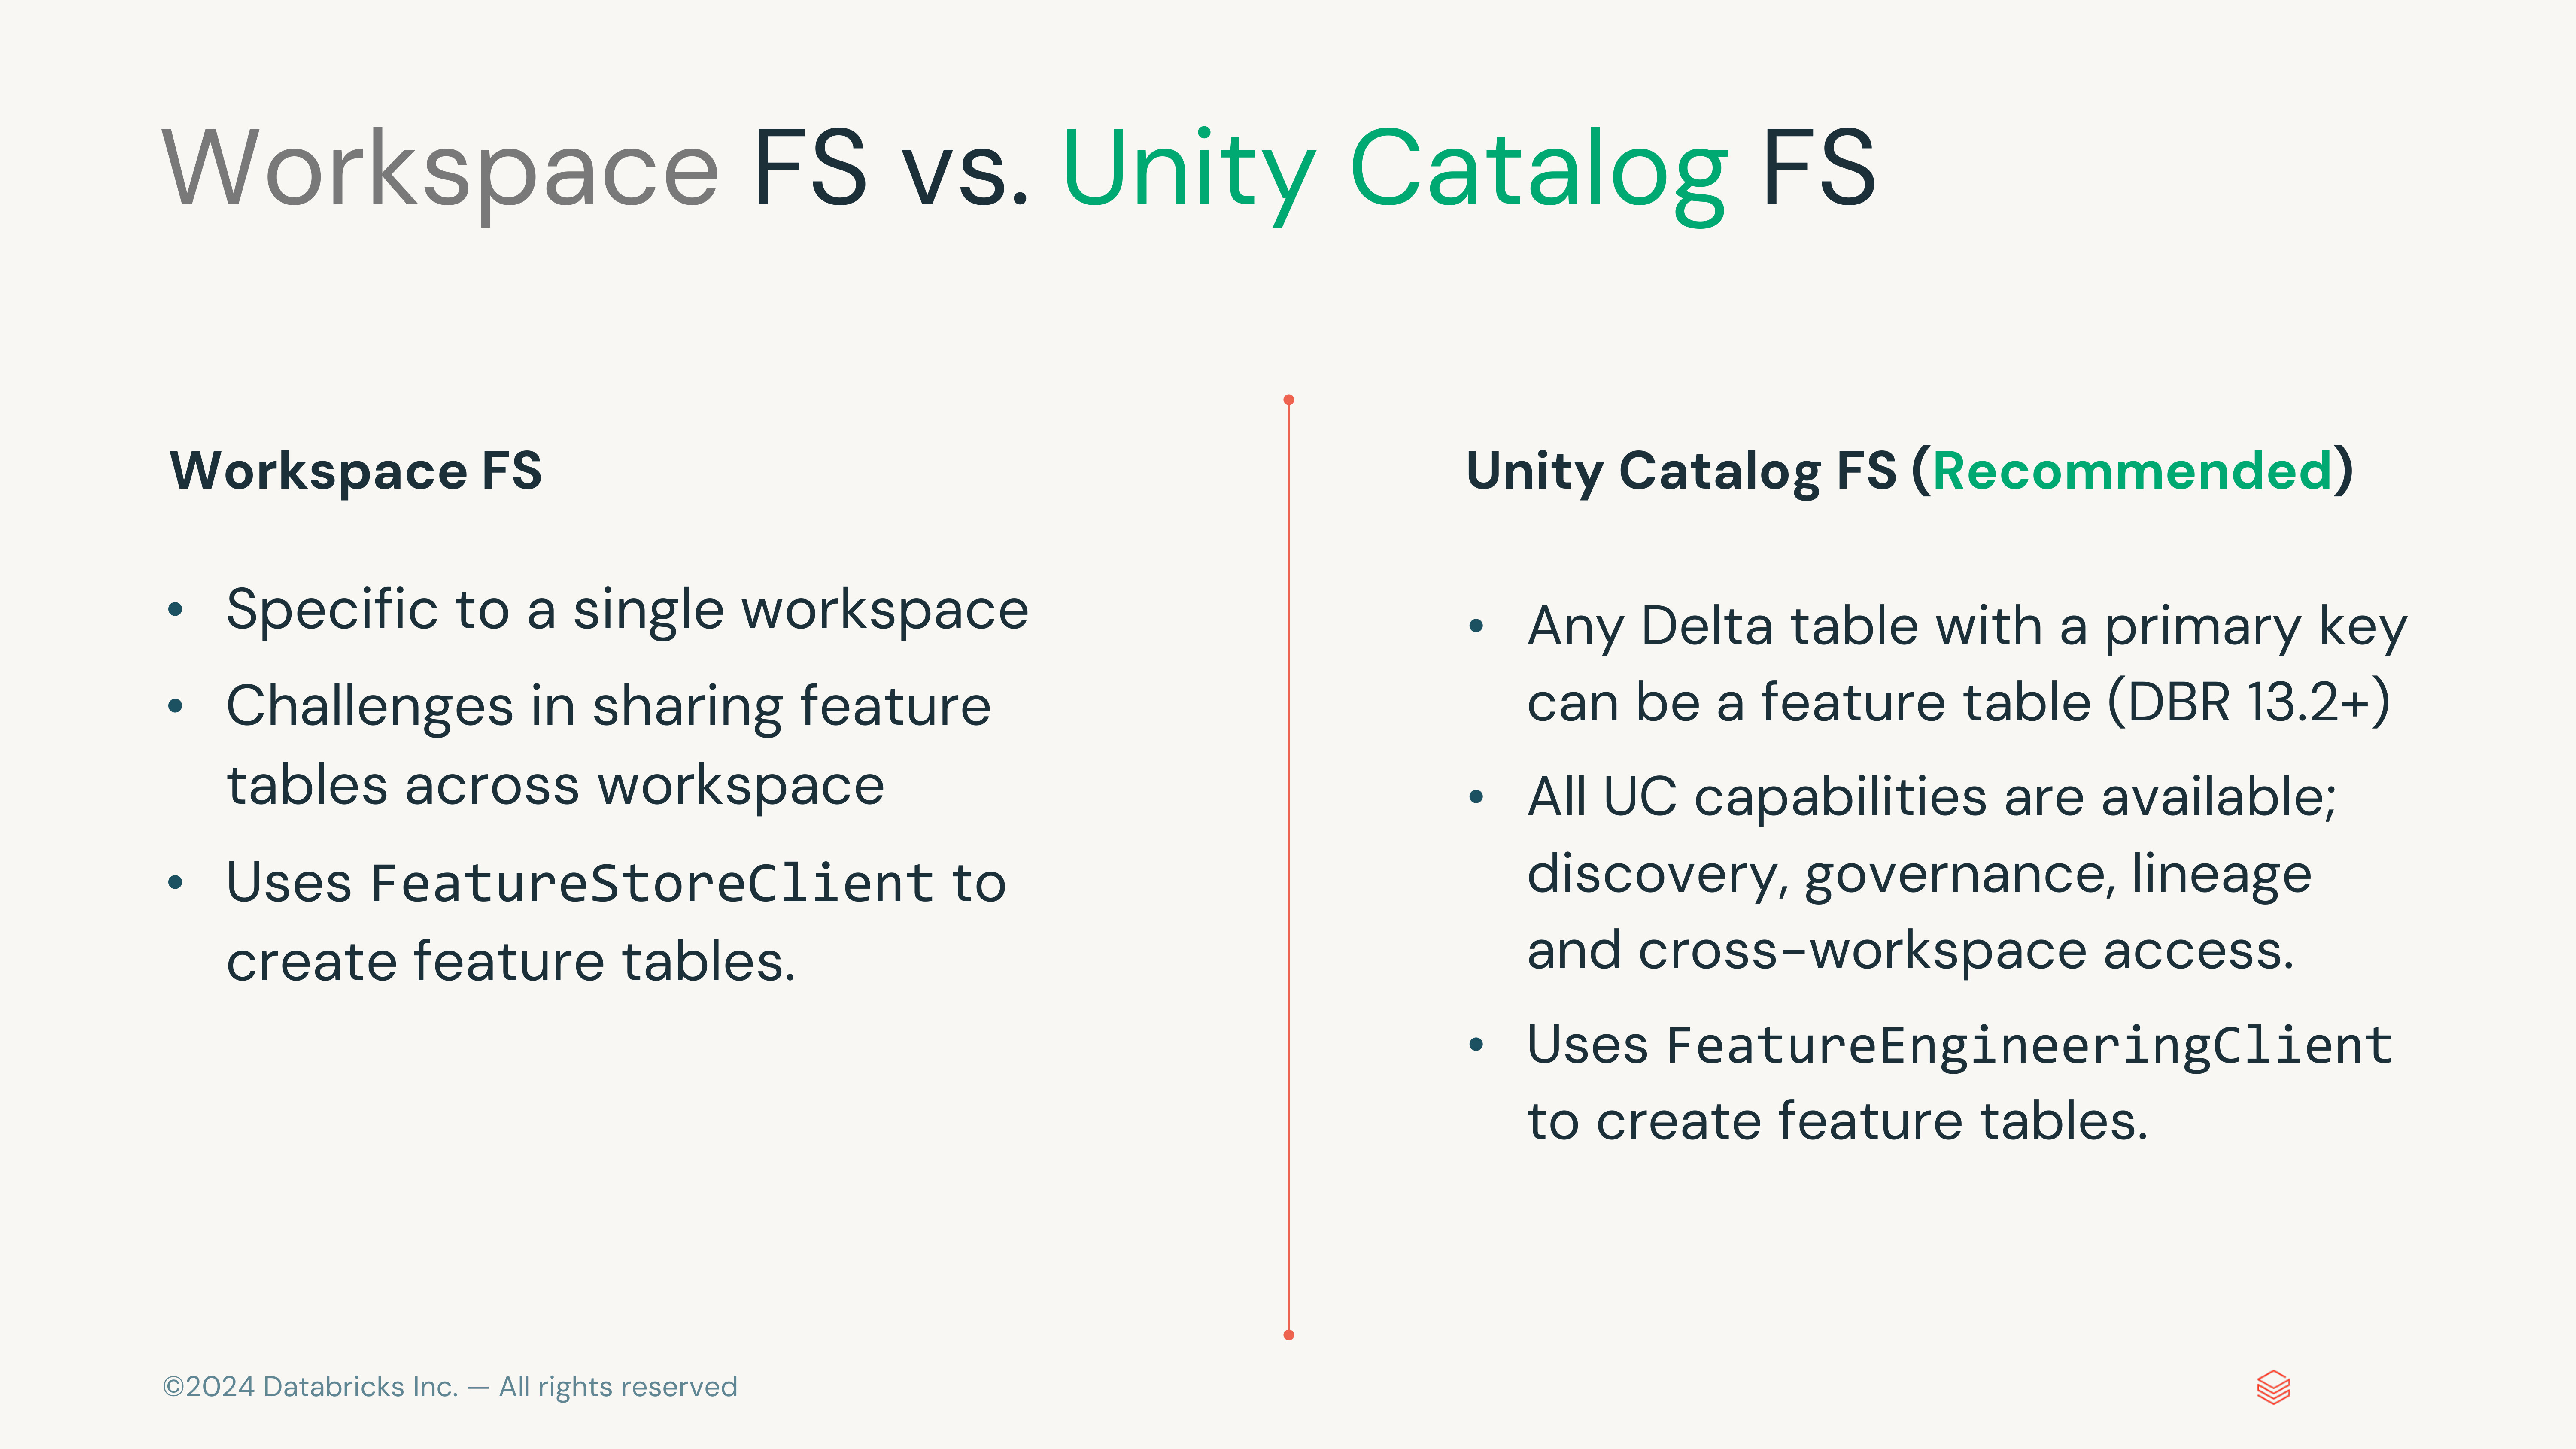 Workspace FS vs. Unity Catalog FS
Workspace FS
• Specific to a single workspace
• Challenges in sharing feature
tables across workspace
• Uses FeatureStoreClient to
create feature tables.
Unity Catalog FS (Recommended)
• Any Delta table with a primary key
can be a feature table (DBR 13.2+)
• All UC capabilities are available;
discovery, governance, lineage
and cross-workspace access.
• Uses FeatureEngineeringClient
to create feature tables.
©2024 Databricks Inc. — All rights reserved